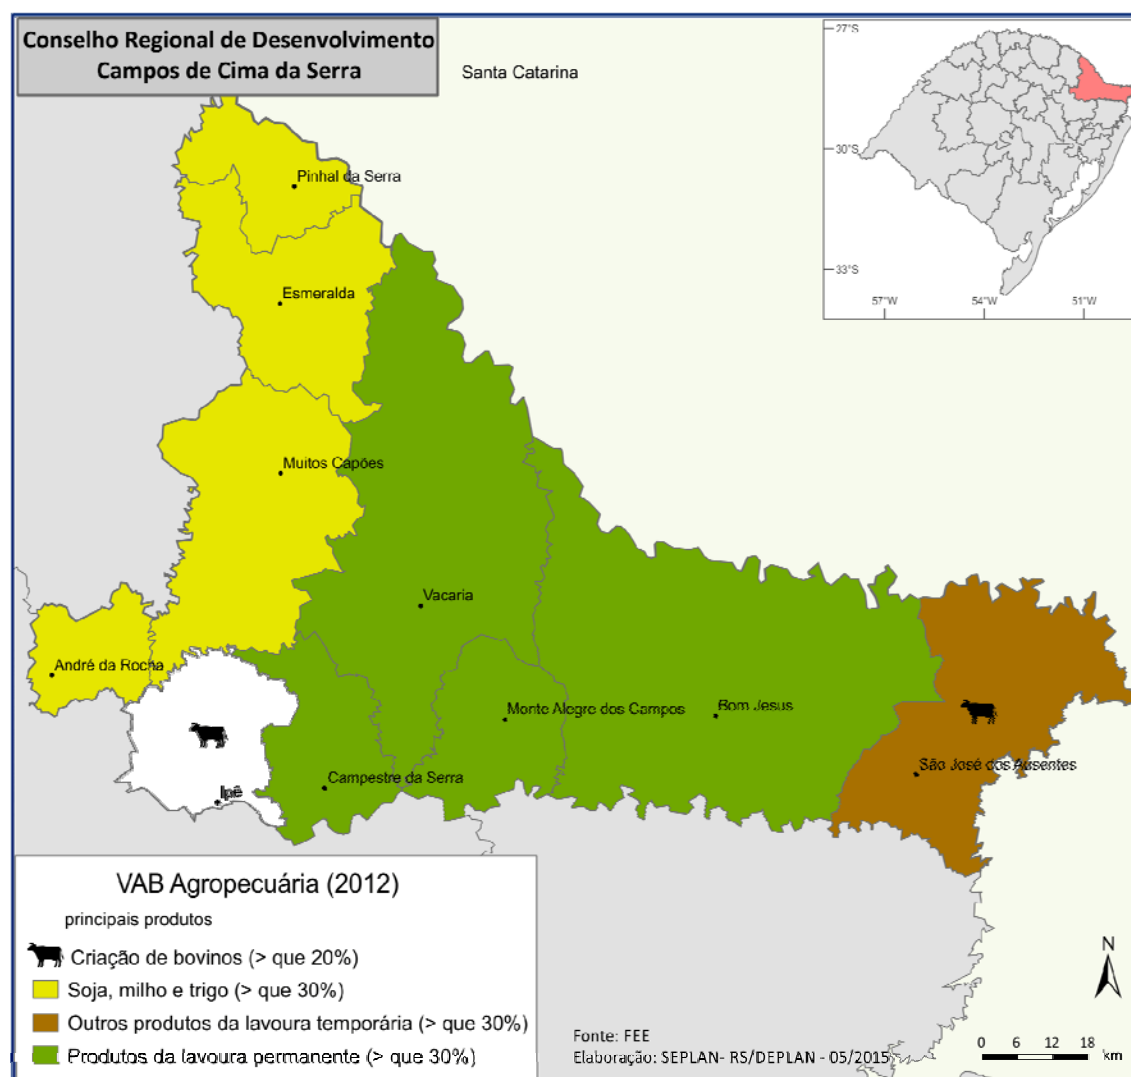 Conselho Regional de Desenvolvimento
Campos de Cima da Serra
Santa Catarina
27°S
30°S
33°S
57°W
54°W
51°W
Pinhal da Serra
Esmeralda
Muitos Capões
Vacaria
André da Rocha
Monte Alegre dos Campos
Bom Jesus
São José dos Ausentes
Campestre da Serra
Ipê
VAB Agropecuária (2012)
principais produtos
Criação de bovinos (> que 20%)
Soja, milho e trigo (> que 30%)
Outros produtos da lavoura temporária (> que 30%)
Produtos da lavoura permanente (> que 30%)
Fonte: FEE
Elaboração: SEPLAN- RS/DEPLAN - 05/2015
N
0 6 12 18 km